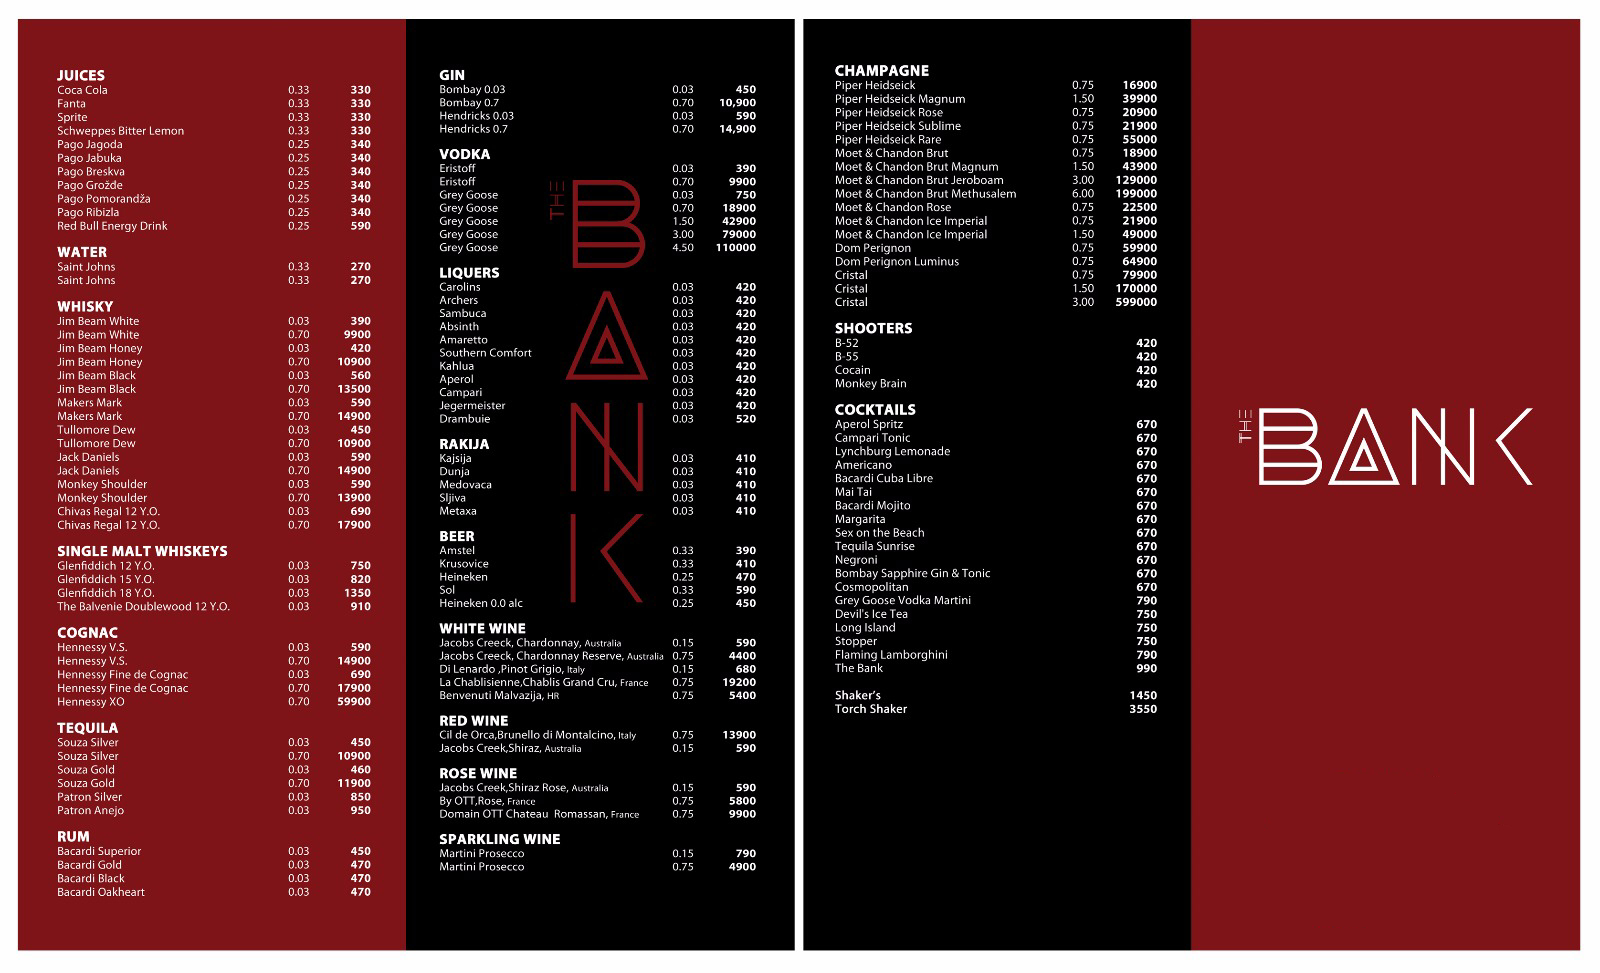 JUICES
Coca Cola 0.33 330
Fanta 0.33 330
Sprite 0.33 330
Schweppes Bitter Lemon 0.33 330
Pago Jagoda 0.25 340
Pago Jabuka 0.25 340
Pago Breskva 0.25 340
Pago Grožde 0.25 340
Pago Pomorandža 0.25 340
Pago Ribizla 0.25 340
Red Bull Energy Drink 0.25 590
WATER
Saint Johns 0.33 270
Saint Johns 0.33 270
WHISKY
Jim Beam White 0.03 390
Jim Beam White 0.70 9900
Jim Beam Honey 0.03 420
Jim Beam Honey 0.70 10900
Jim Beam Black 0.03 560
Jim Beam Black 0.70 13500
Makers Mark 0.03 590
Makers Mark 0.70 14900
Tullomore Dew 0.03 450
Tullomore Dew 0.70 10900
Jack Daniels 0.03 590
Jack Daniels 0.70 14900
Monkey Shoulder 0.03 590
Monkey Shoulder 0.70 13900
Chivas Regal 12 Y.O. 0.03 690
Chivas Regal 12 Y.O. 0.70 17900
SINGLE MALT WHISKEYS
Glenfiddich 12 Y.O. 0.03 750
Glenfiddich 15 Y.O. 0.03 820
Glenfiddich 18 Y.O. 0.03 1350
The Balvenie Doublewood 12 Y.O. 0.03 910
COGNAC
Hennessy V.S. 0.03 590
Hennessy V.S. 0.70 14900
Hennessy Fine de Cognac 0.03 690
Hennessy Fine de Cognac 0.70 17900
Hennessy XO 0.70 59900
TEQUILA
Souza Silver 0.03 450
Souza Silver 0.70 10900
Souza Gold 0.03 460
Souza Gold 0.70 11900
Patron Silver 0.03 850
Patron Anejo 0.03 950
RUM
Bacardi Superior 0.03 450
Bacardi Gold 0.03 470
Bacardi Black 0.03 470
Bacardi Oakheart 0.03 470
GIN
Bombay 0.03 0.03 450
Bombay 0.7 0.70 10,900
Hendricks 0.03 0.03 590
Hendricks 0.7 0.70 14,900
VODKA
Eristoff 0.03 390
Eristoff 0.70 9900
Grey Goose 0.03 750
Grey Goose 0.70 18900
Grey Goose 1.50 42900
Grey Goose 3.00 79000
Grey Goose 4.50 110000
LIQUERS
Carolins 0.03 420
Archers 0.03 420
Sambuca 0.03 420
Absinth 0.03 420
Amaretto 0.03 420
Southern Comfort 0.03 420
Kahlua 0.03 420
Aperol 0.03 420
Campari 0.03 420
Jegermeister 0.03 420
Drambuie 0.03 520
RAKIJA
Kajsija 0.03 410
Dunja 0.03 410
Medovaca 0.03 410
Sljiva 0.03 410
Metaxa 0.03 410
BEER
Amstel 0.33 390
Krusovice 0.33 410
Heineken 0.25 470
Sol 0.33 590
Heineken 0.0 alc 0.25 450
WHITE WINE
Jacobs Creeck, Chardonnay, Australia 0.15 590
Jacobs Creeck, Chardonnay Reserve, Australia 0.75 4400
Di Lenardo ,Pinot Grigio, Italy 0.15 680
La Chablisienne,Chablis Grand Cru, France 0.75 19200
Benvenuti Malvazija, HR 0.75 5400
RED WINE
Cil de Orca,Brunello di Montalcino, Italy 0.75 13900
Jacobs Creek,Shiraz, Australia 0.15 590
ROSE WINE
Jacobs Creek,Shiraz Rose, Australia 0.15 590
By OTT,Rose, France 0.75 5800
Domain OTT Chateau Romassan, France 0.75 9900
SPARKLING WINE
Martini Prosecco 0.15 790
Martini Prosecco 0.75 4900
THE
B
A
N
K
CHAMPAGNE
Piper Heidseick 0.75 16900
Piper Heidseick Magnum 1.50 39900
Piper Heidseick Rose 0.75 20900
Piper Heidseick Sublime 0.75 21900
Piper Heidseick Rare 0.75 55000
Moet & Chandon Brut 0.75 18900
Moet & Chandon Brut Magnum 1.50 43900
Moet & Chandon Brut Jeroboam 3.00 129000
Moet & Chandon Brut Methusalem 6.00 199000
Moet & Chandon Rose 0.75 22500
Moet & Chandon Ice Imperial 0.75 21900
Moet & Chandon Ice Imperial 1.50 49000
Dom Perignon 0.75 59900
Dom Perignon Luminus 0.75 64900
Cristal 0.75 79900
Cristal 1.50 170000
Cristal 3.00 599000
SHOOTERS
B-52 420
B-55 420
Cocain 420
Monkey Brain 420
COCKTAILS
Aperol Spritz 670
Campari Tonic 670
Lynchburg Lemonade 670
Americano 670
Bacardi Cuba Libre 670
Mai Tai 670
Bacardi Mojito 670
Margarita 670
Sex on the Beach 670
Tequila Sunrise 670
Negroni 670
Bombay Sapphire Gin & Tonic 670
Cosmopolitan 670
Grey Goose Vodka Martini 790
Devil's Ice Tea 750
Long Island 750
Stopper 750
Flaming Lamborghini 790
The Bank 990
Shaker's 1450
Torch Shaker 3550
THE BANK